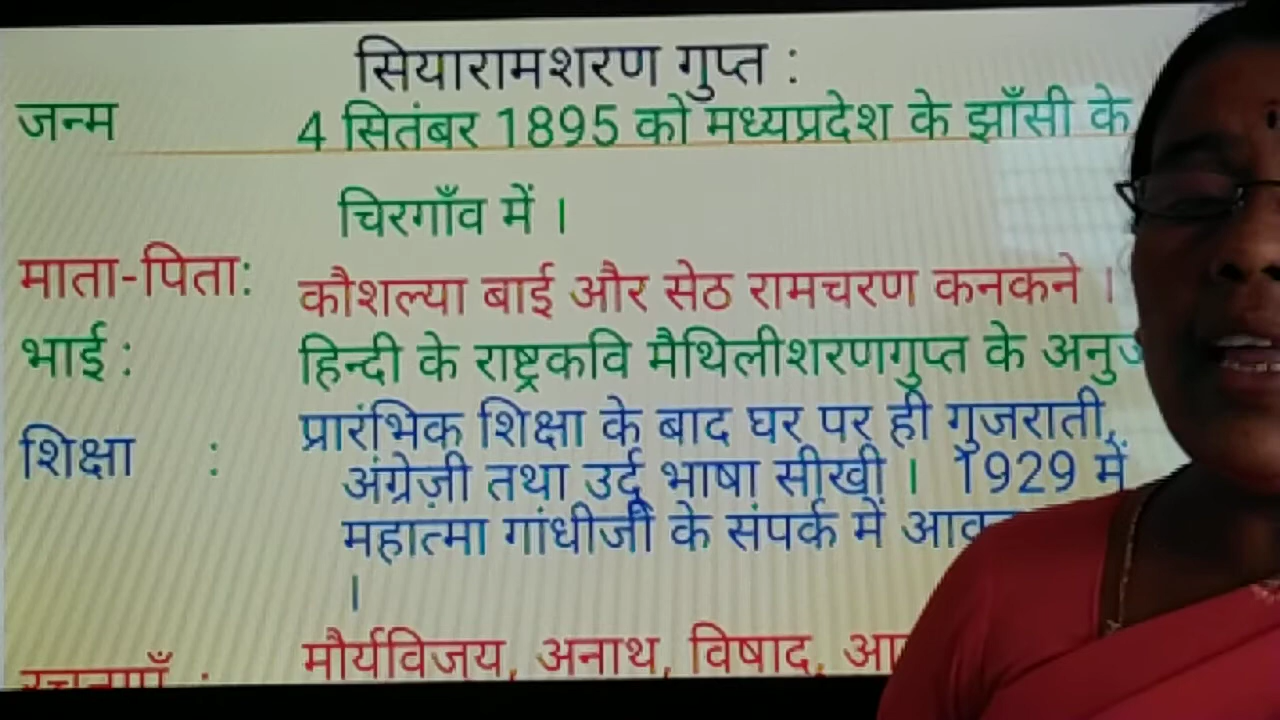 सियारामशरण गुप्त :
जन्म 4 सितंबर 1895 को मध्यप्रदेश के झाँसी के
चिरगाँव में ।
माता-पिता: कौशल्या बाई और सेठ रामचरण कनकने ।
भाई : हिन्दी के राष्ट्रकवि मैथिलीशरणगुप्त के
शिक्षा : प्रारंभिक शिक्षा के बाद घर पर ही गुजराती,
अंग्रेज़ी तथा उर्दू भाषा सीखी । 1929 में
महात्मा गांधीजी के संपर्क में
।
रचनाएँ : मौर्यविजय, अनाथ, विषाद,